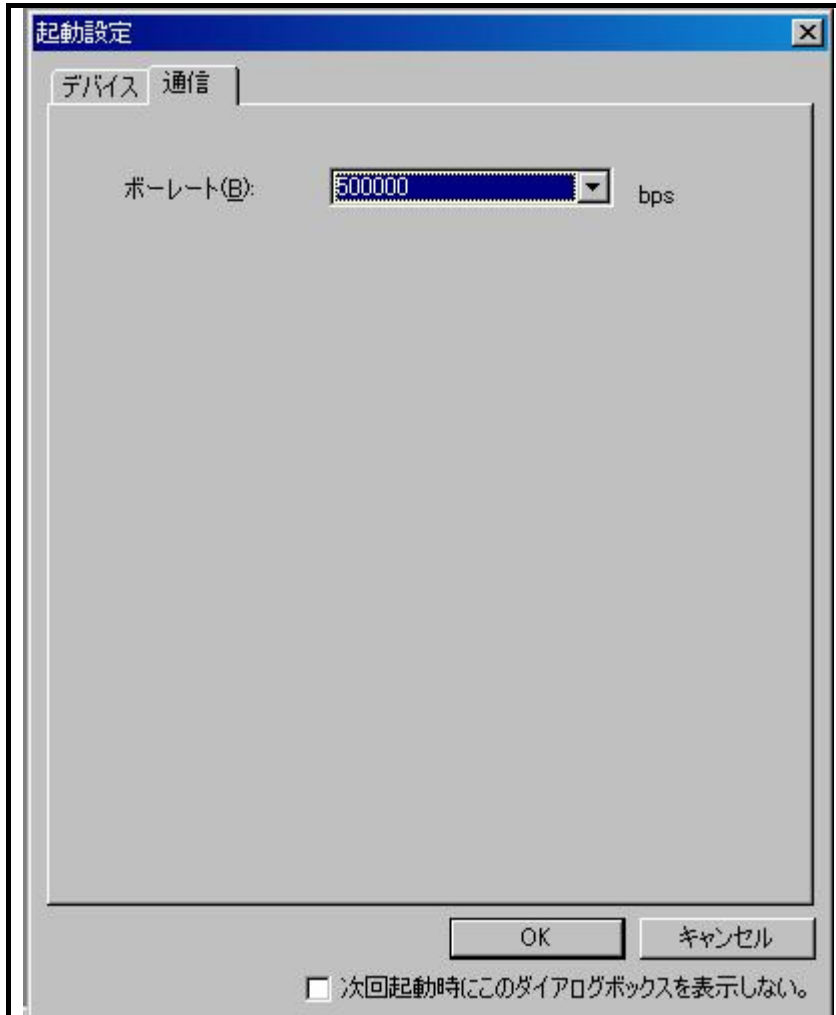 起動設定
デバイス 通信
ボーレート(B): 500000 bps
OK キャンセル
次回起動時にこのダイアログボックスを表示しない。